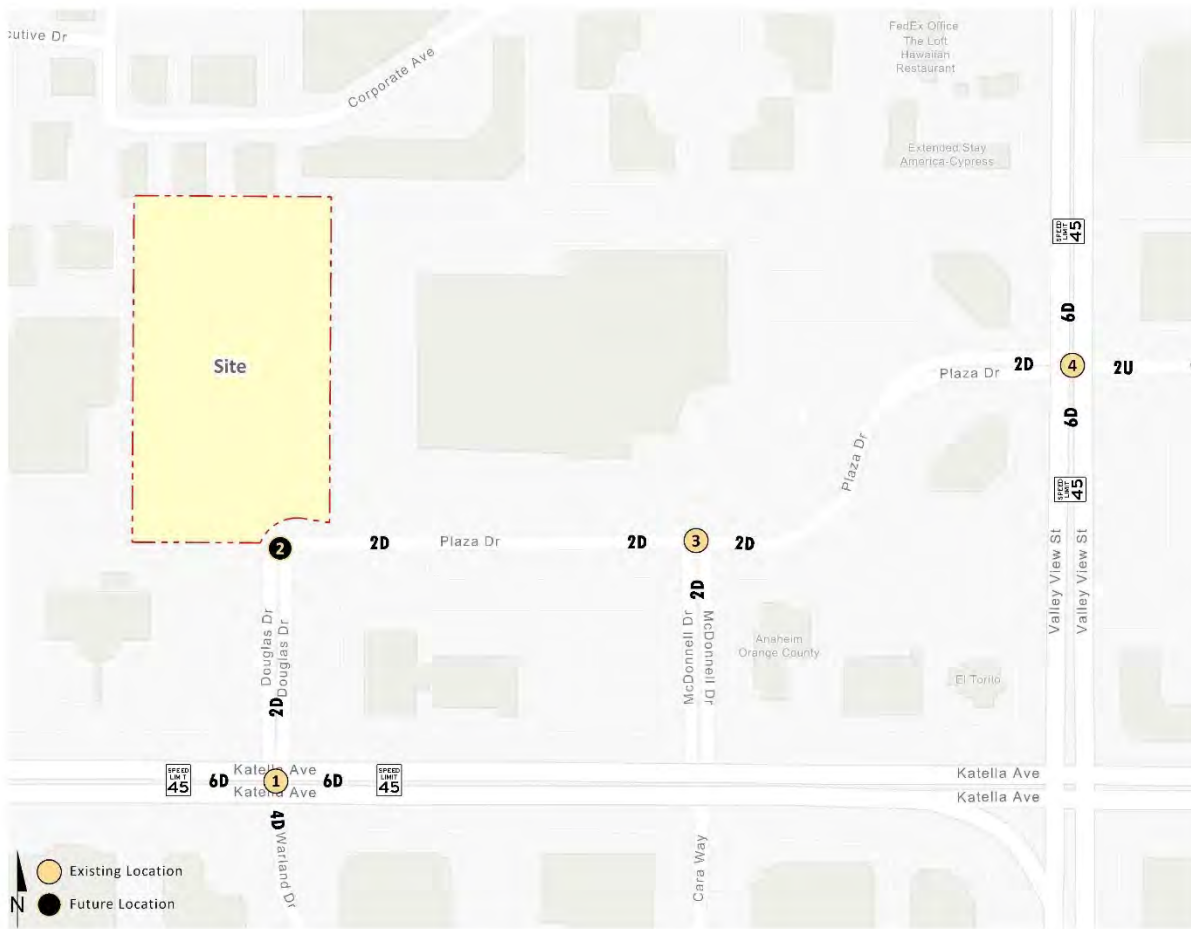 cutive Dr
Corporate Ave
FedEx Office
The Loft
Hawaiian
Restaurant
Extended Stay
America-Cypress
SPEED
LIMIT
45
6D
Site
Plaza Dr
2D
4
2U
6D
Plaza Dr
SPEED
LIMIT
45
Valley View St
Valley View St
2
2D
Plaza Dr
2D
3
2D
2D
Douglas Dr
Douglas Dr
McDonnell Dr
McDonnell Dr
Anaheim
Orange County
El Torito
2D
SPEED
LIMIT
45
6D
Katella Ave
Katella Ave
1
6D
SPEED
LIMIT
45
Katella Ave
Katella Ave
4D
Warland Dr
Cara Way
N
Existing Location
Future Location